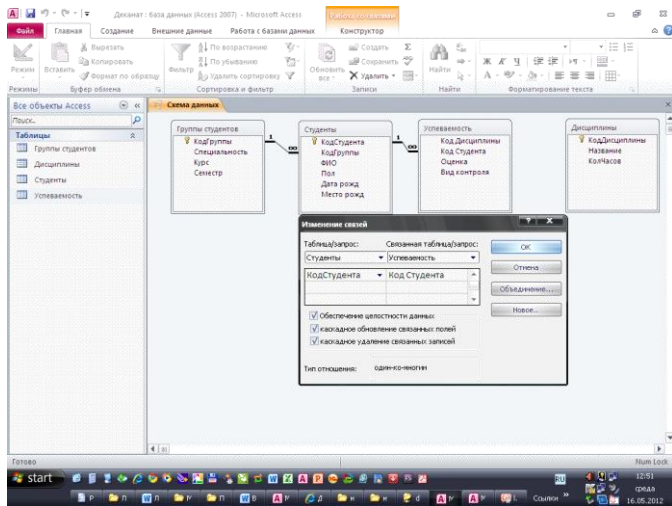 Деканат : база данных (Access 2007) - Microsoft Access
Работа со связями
Файл Главная Создание Внешние данные Работа с базами данных Конструктор
Режим
Вставить
Вырезать
Копировать
Формат по образцу
Фильтр
По возрастанию
По убыванию
Удалить сортировку
Обновить все
Создать
Сохранить
Удалить
Найти
Ж К Ч
Режимы Буфер обмена Сортировка и фильтр Записи Найти Форматирование текста
Все объекты Access
Поиск...
Таблицы
Группы студентов
Дисциплины
Студенты
Успеваемость
Схема данных
Группы студентов
КодГруппы
Специальность
Курс
Семестр
1
∞
Студенты
КодСтудента
КодГруппы
ФИО
Пол
Дата рожд
Место рожд
1
∞
Успеваемость
Код Дисциплины
Код Студента
Оценка
Вид контроля
Дисциплины
КодДисциплины
Название
КолЧасов
Изменение связей
Таблица/запрос: Связанная таблица/запрос:
Студенты Успеваемость
КодСтудента Код Студента
Обеспечение целостности данных
каскадное обновление связанных полей
каскадное удаление связанных записей
Тип отношения: один-ко-многим
ОК
Отмена
Объединение...
Новое...
Готово Num Lock
start
RU
12:51
среда
16.05.2012
Ссылки »